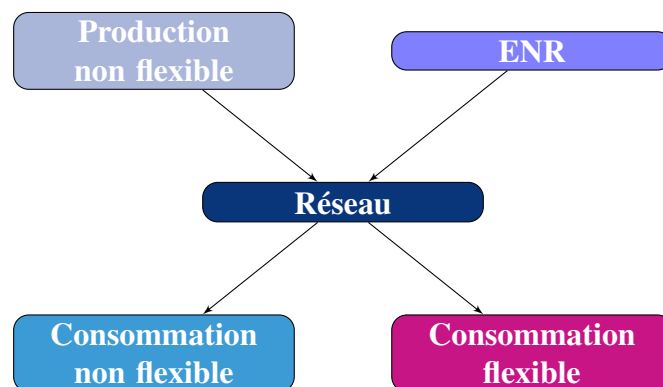 Production
non flexible
ENR
Réseau
Consommation
non flexible
Consommation
flexible